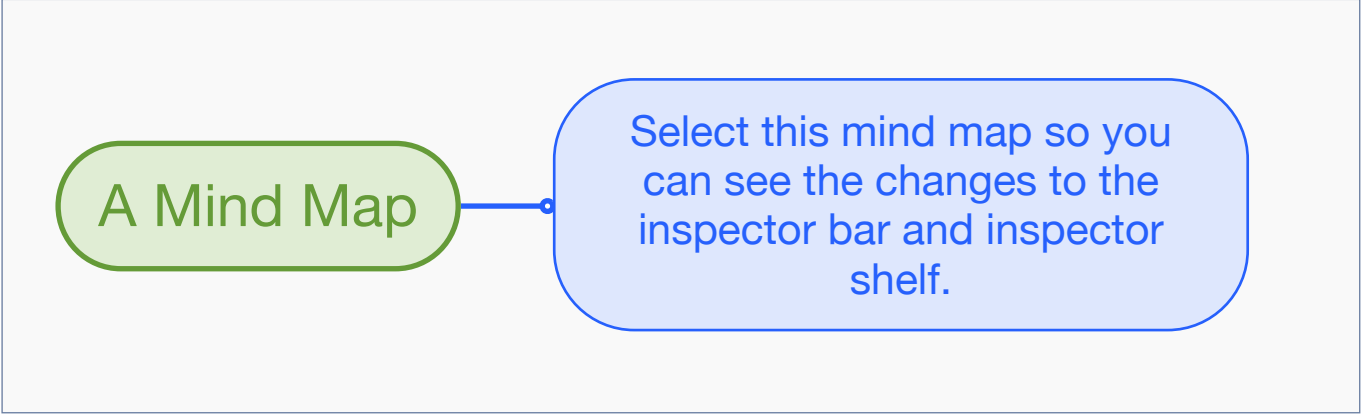 A Mind Map
Select this mind map so you
can see the changes to the
inspector bar and inspector
shelf.